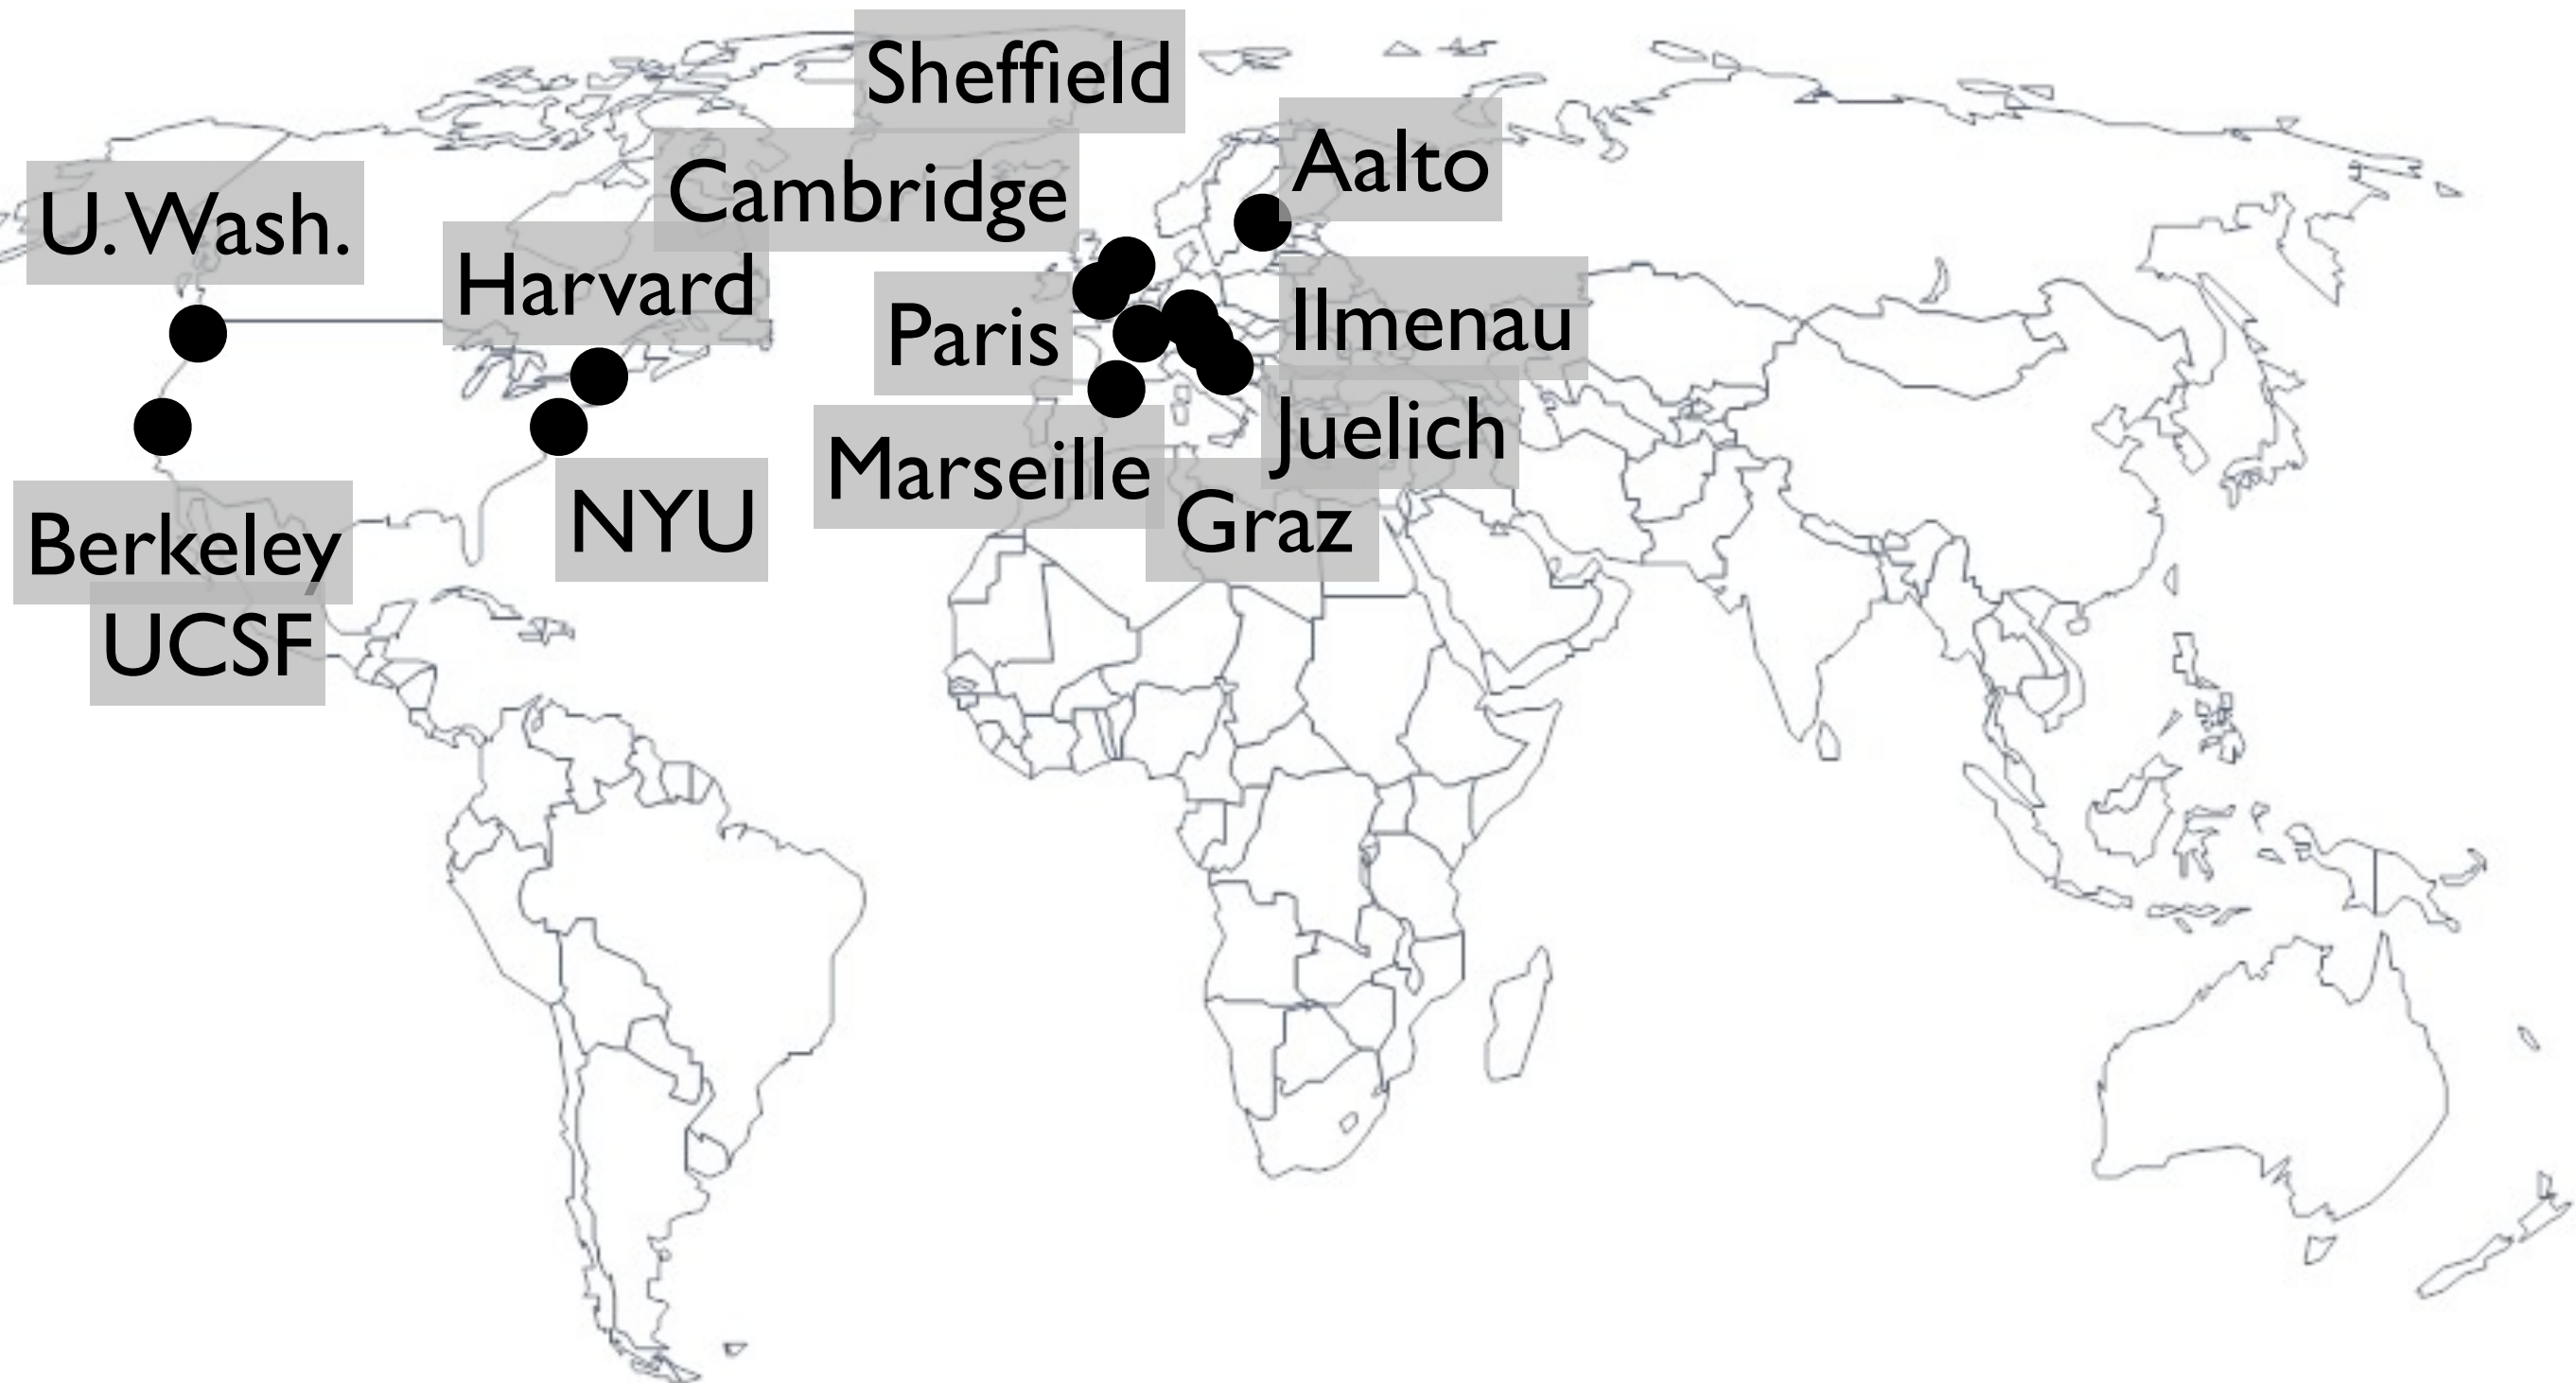 Sheffield
Aalto
Cambridge
U. Wash.
Harvard
Paris
Ilmenau
Juelich
Marseille
Graz
NYU
Berkeley
UCSF